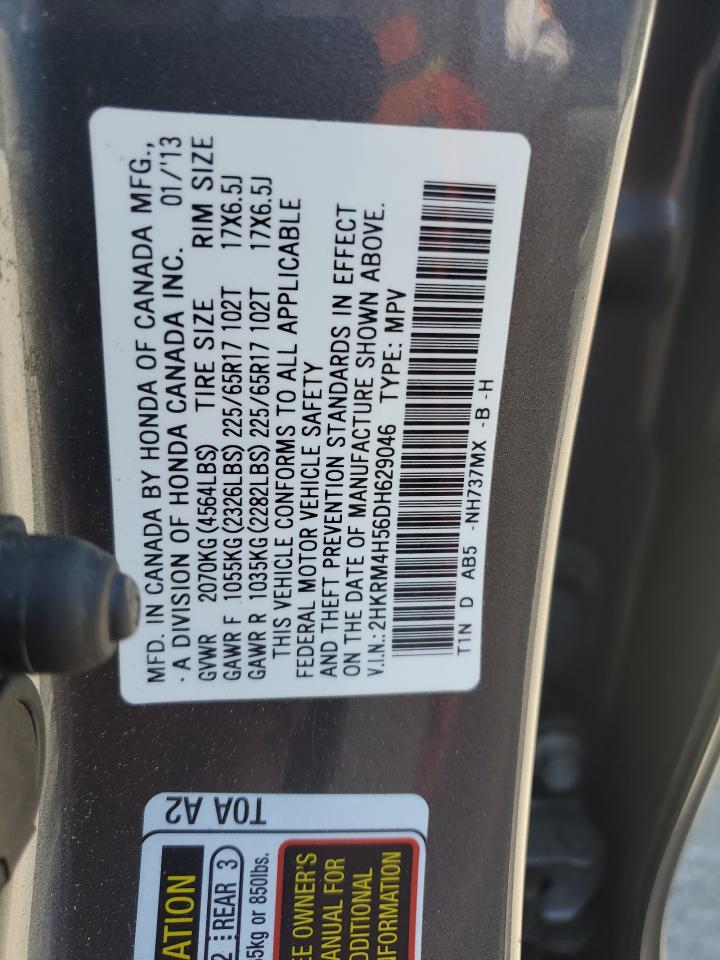 MFD. IN CANADA BY HONDA OF CANADA MFG.,
· A DIVISION OF HONDA CANADA INC. 01/'13
GVWR 2070KG (4564LBS) TIRE SIZE RIM SIZE
GAWR F 1055KG (2326LBS) 225/65R17 102T 17X6.5J
GAWR R 1035KG (2282LBS) 225/65R17 102T 17X6.5J
THIS VEHICLE CONFORMS TO ALL APPLICABLE
FEDERAL MOTOR VEHICLE SAFETY
AND THEFT PREVENTION STANDARDS IN EFFECT
ON THE DATE OF MANUFACTURE SHOWN ABOVE.
V.I.N.: 2HKRM4H56DH629046 TYPE: MPV
T1N D AB5 -NH737MX -B -H
T0A A2
ATION
2 REAR 3
5kg or 850lbs.
EE OWNER'S
ANUAL FOR
DDITIONAL
NFORMATION